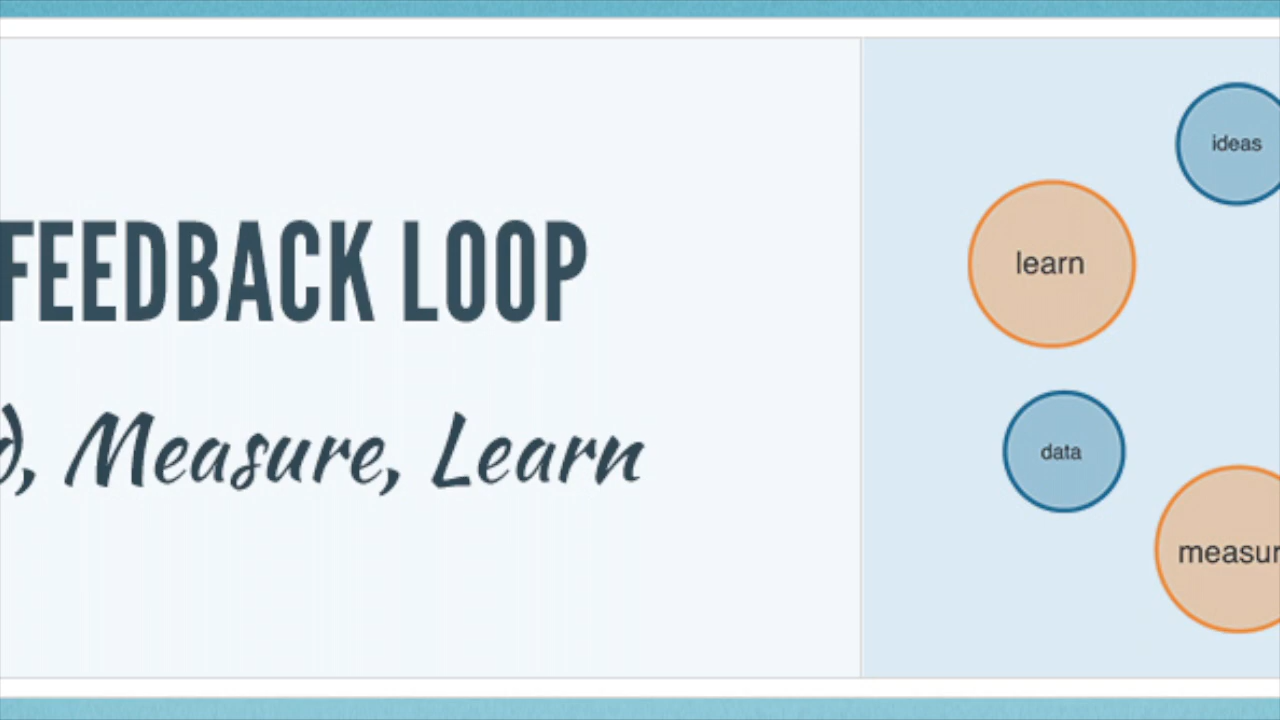 FEEDBACK LOOP
d, Measure, Learn
ideas
learn
data
measur